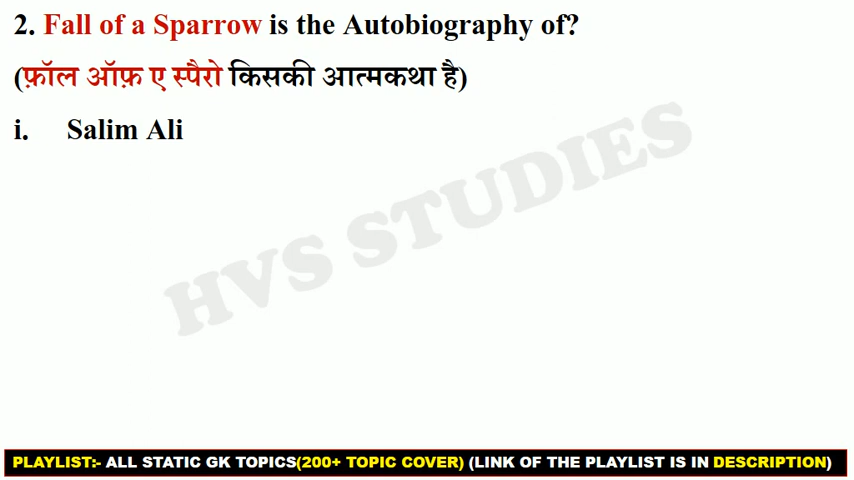 2. Fall of a Sparrow is the Autobiography of?
(फ़ॉल ऑफ़ ए स्पैरो किसकी आत्मकथा है)
i. Salim Ali
HVS STUDIES
PLAYLIST:- ALL STATIC GK TOPICS(200+ TOPIC COVER) (LINK OF THE PLAYLIST IS IN DESCRIPTION)